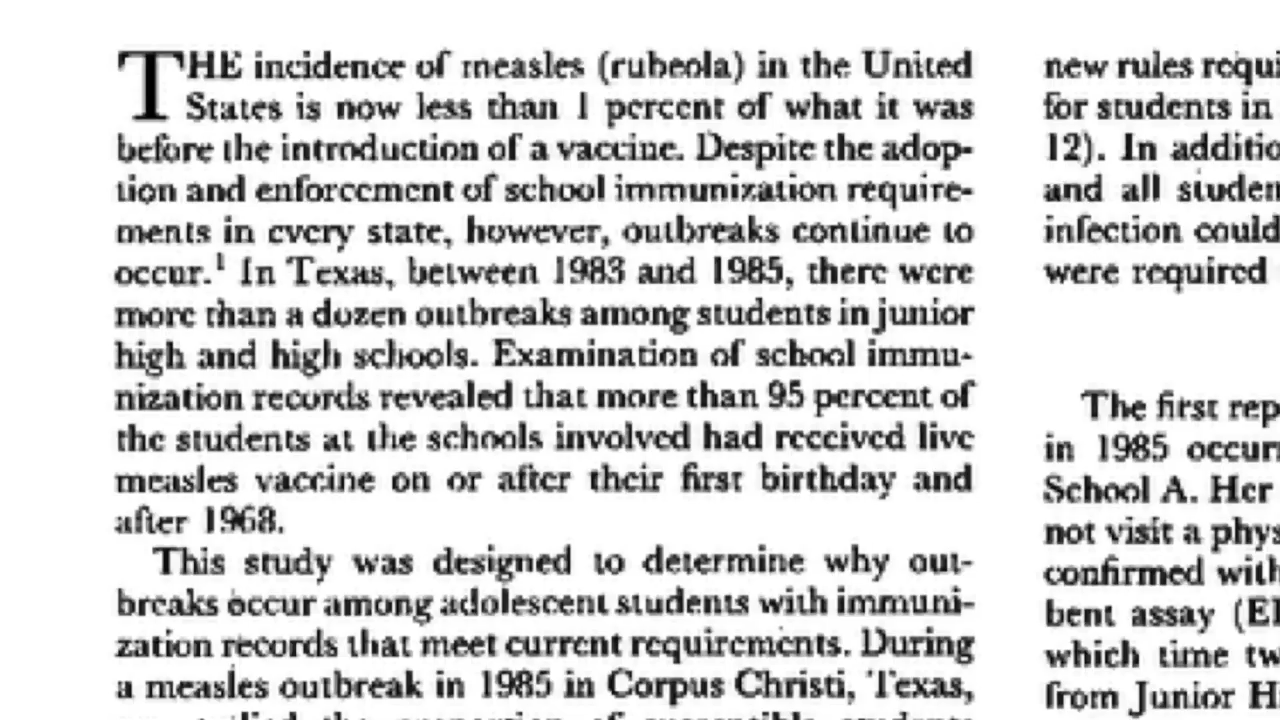 THE incidence of measles (rubeola) in the United
States is now less than 1 percent of what it was
before the introduction of a vaccine. Despite the adop-
tion and enforcement of school immunization require-
ments in every state, however, outbreaks continue to
occur.¹ In Texas, between 1983 and 1985, there were
more than a dozen outbreaks among students in junior
high and high schools. Examination of school immu-
nization records revealed that more than 95 percent of
the students at the schools involved had received live
measles vaccine on or after their first birthday and
after 1968.
This study was designed to determine why out-
breaks occur among adolescent students with immuni-
zation records that meet current requirements. During
a measles outbreak in 1985 in Corpus Christi, Texas,
new rules requi
for students in
12). In additio
and all studen
infection could
were required
The first rep
in 1985 occurr
School A. Her
not visit a phys
confirmed with
bent assay (El
which time tw
from Junior H